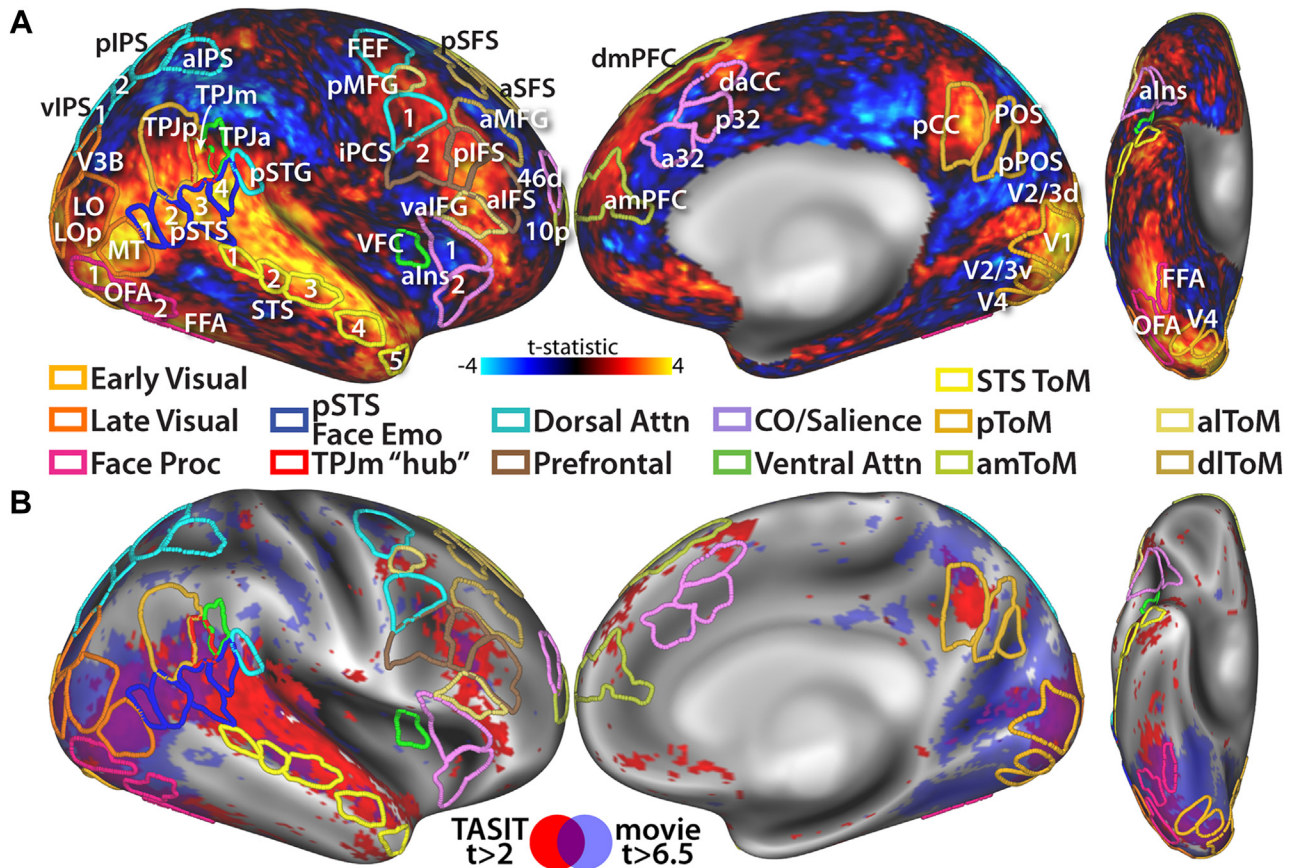 A
pIPS
2
aIPS
vIPS
1
TPJm
TPJp
TPJa
V3B
LO
LOp
MT
1
2
3
4
pSTS
pSTG
1
OFA
2
FFA
1
2
3
STS
4
5
FEF
pSFS
pMFG
aSFS
1
aMFG
iPCS
2
pIFS
46d
aIFS
vaIFG
10p
VFC
1
aIns
2
dmPFC
daCC
p32
a32
amPFC
pCC
POS
pPOS
V2/3d
V1
V2/3v
V4
aIns
FFA
OFA
V4
t-statistic
-4
4
Early Visual
Late Visual
Face Proc
pSTS
Face Emo
TPJm “hub”
Dorsal Attn
Prefrontal
CO/Salience
Ventral Attn
STS ToM
pToM
amToM
alToM
dlToM
B
TASIT
t>2
movie
t>6.5